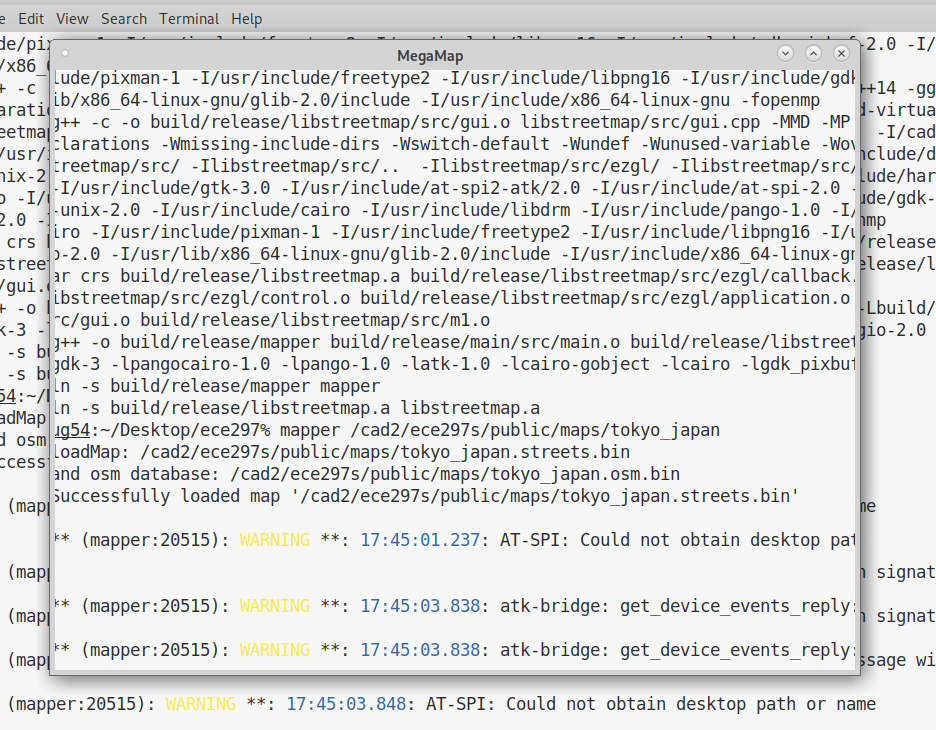 Edit View Search Terminal Help
MegaMap
lude/pixman-1 -I/usr/include/freetype2 -I/usr/include/libpng16 -I/usr/include/gdk
ib/x86_64-linux-gnu/glib-2.0/include -I/usr/include/x86_64-linux-gnu -fopenmp
g++ -c -o build/release/libstreetmap/src/gui.o libstreetmap/src/gui.cpp -MMD -MP
clarations -Wmissing-include-dirs -Wswitch-default -Wundef -Wunused-variable -Wov
treetmap/src/ -Ilibstreetmap/src/.. -Ilibstreetmap/src/ezgl/ -Ilibstreetmap/src/
-I/usr/include/gtk-3.0 -I/usr/include/at-spi2-atk/2.0 -I/usr/include/at-spi-2.0 -
-unix-2.0 -I/usr/include/cairo -I/usr/include/libdrm -I/usr/include/pango-1.0 -I/
iro -I/usr/include/pixman-1 -I/usr/include/freetype2 -I/usr/include/libpng16 -I/u
b-2.0 -I/usr/lib/x86_64-linux-gnu/glib-2.0/include -I/usr/include/x86_64-linux-gn
ar crs build/release/libstreetmap.a build/release/libstreetmap/src/ezgl/callback.
ibstreetmap/src/ezgl/control.o build/release/libstreetmap/src/ezgl/application.o
rc/gui.o build/release/libstreetmap/src/m1.o
g++ -o build/release/mapper build/release/main/src/main.o build/release/libstreet
gdk-3 -lpangocairo-1.0 -lpango-1.0 -latk-1.0 -lcairo-gobject -lcairo -lgdk_pixbuf
ln -s build/release/mapper mapper
ln -s build/release/libstreetmap.a libstreetmap.a
ug54:~/Desktop/ece297% mapper /cad2/ece297s/public/maps/tokyo_japan
loadMap: /cad2/ece297s/public/maps/tokyo_japan.streets.bin
and osm database: /cad2/ece297s/public/maps/tokyo_japan.osm.bin
Successfully loaded map '/cad2/ece297s/public/maps/tokyo_japan.streets.bin'
** (mapper:20515): WARNING **: 17:45:01.237: AT-SPI: Could not obtain desktop pat
** (mapper:20515): WARNING **: 17:45:03.838: atk-bridge: get_device_events_reply:
** (mapper:20515): WARNING **: 17:45:03.838: atk-bridge: get_device_events_reply:
(mapper:20515): WARNING **: 17:45:03.848: AT-SPI: Could not obtain desktop path or name